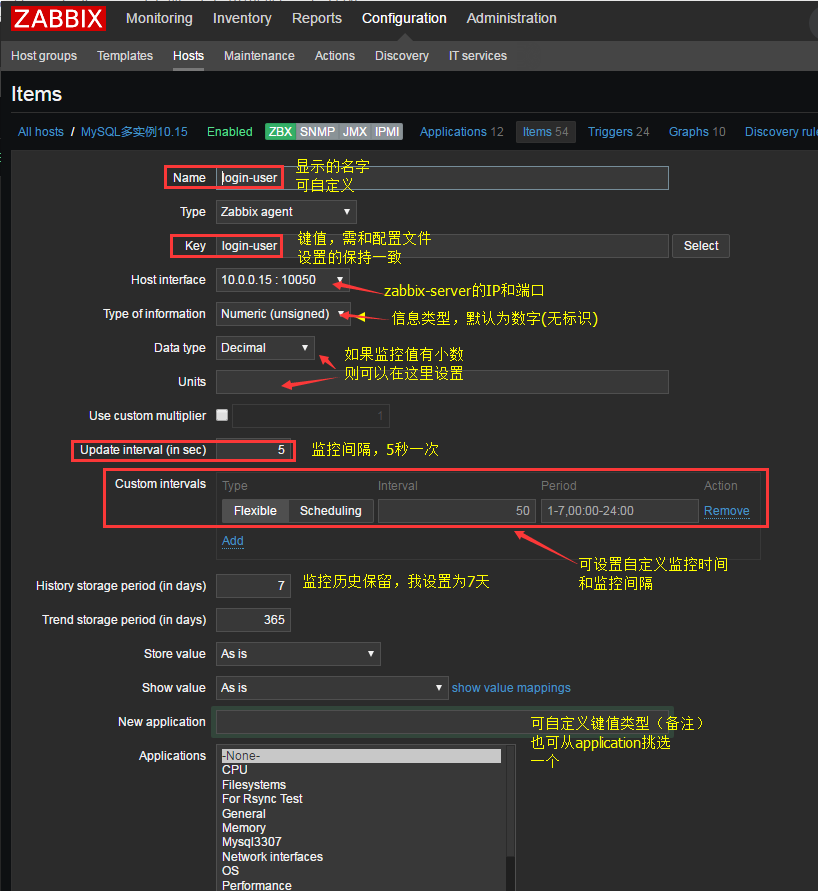 ZABBIX Monitoring Inventory Reports Configuration Administration
Host groups Templates Hosts Maintenance Actions Discovery IT services
Items
All hosts / MySQL多实例10.15 Enabled ZBX SNMP JMX IPMI Applications 12 Items 54 Triggers 24 Graphs 10 Discovery rule
显示的名字
Name login-user
可自定义
Type Zabbix agent
键值，需和配置文件
Key login-user Select
设置的保持一致
Host interface 10.0.0.15 : 10050
zabbix-server的IP和端口
Type of information Numeric (unsigned)
信息类型，默认为数字(无标识)
Data type Decimal
如果监控值有小数
则可以在这里设置
Units
Use custom multiplier 1
Update interval (in sec) 5 监控间隔，5秒一次
Custom intervals Type Interval Period Action
Flexible Scheduling 50 1-7,00:00-24:00 Remove
Add
可设置自定义监控时间
和监控间隔
History storage period (in days) 7 监控历史保留，我设置为7天
Trend storage period (in days) 365
Store value As is
Show value As is show value mappings
New application 可自定义键值类型（备注）
也可从application挑选
一个
Applications -None-
CPU
Filesystems
For Rsync Test
General
Memory
Mysql3307
Network interfaces
OS
Performance